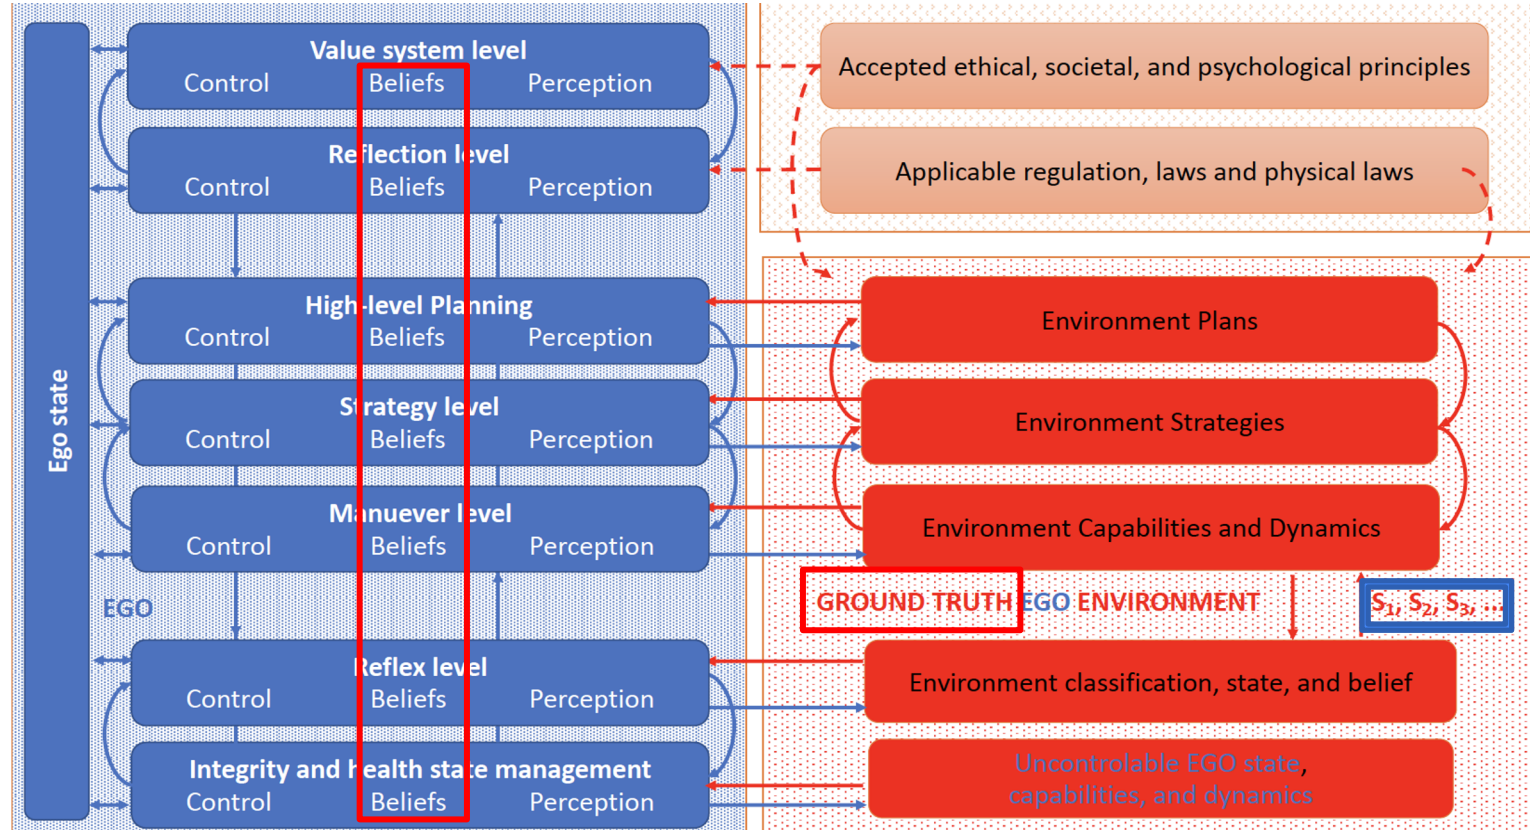 Ego state
Value system level
Control Beliefs Perception
Reflection level
Control Beliefs Perception
High-level Planning
Control Beliefs Perception
Strategy level
Control Beliefs Perception
Manuever level
Control Beliefs Perception
EGO
Reflex level
Control Beliefs Perception
Integrity and health state management
Control Beliefs Perception
Accepted ethical, societal, and psychological principles
Applicable regulation, laws and physical laws
Environment Plans
Environment Strategies
Environment Capabilities and Dynamics
GROUND TRUTH EGO ENVIRONMENT
S1, S2, S3, ...
Environment classification, state, and belief
Uncontrolable EGO state,
capabilities, and dynamics